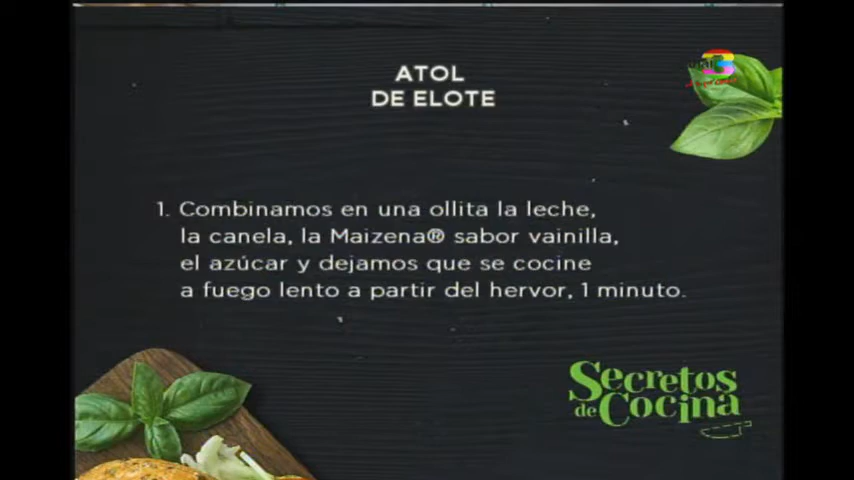 ATOL
DE ELOTE
3
1. Combinamos en una ollita la leche,
la canela, la Maizena® sabor vainilla,
el azúcar y dejamos que se cocine
a fuego lento a partir del hervor, 1 minuto.
Secretos
de Cocina